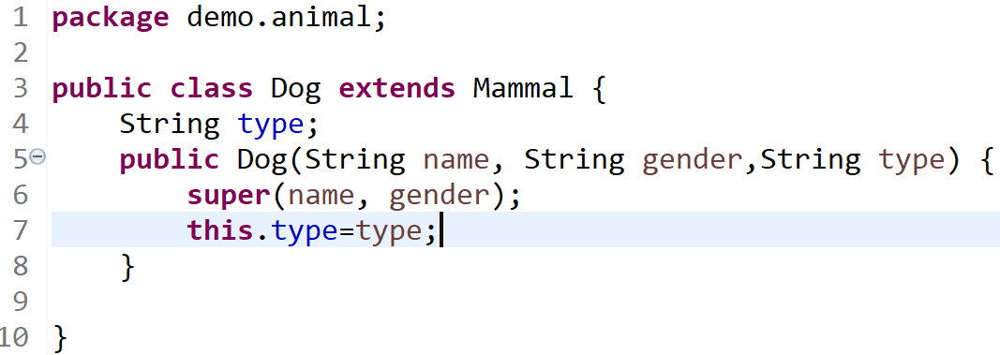 1 package demo.animal;
2
3 public class Dog extends Mammal {
4     String type;
5     public Dog(String name, String gender,String type) {
6         super(name, gender);
7         this.type=type;
8     }
9
10 }